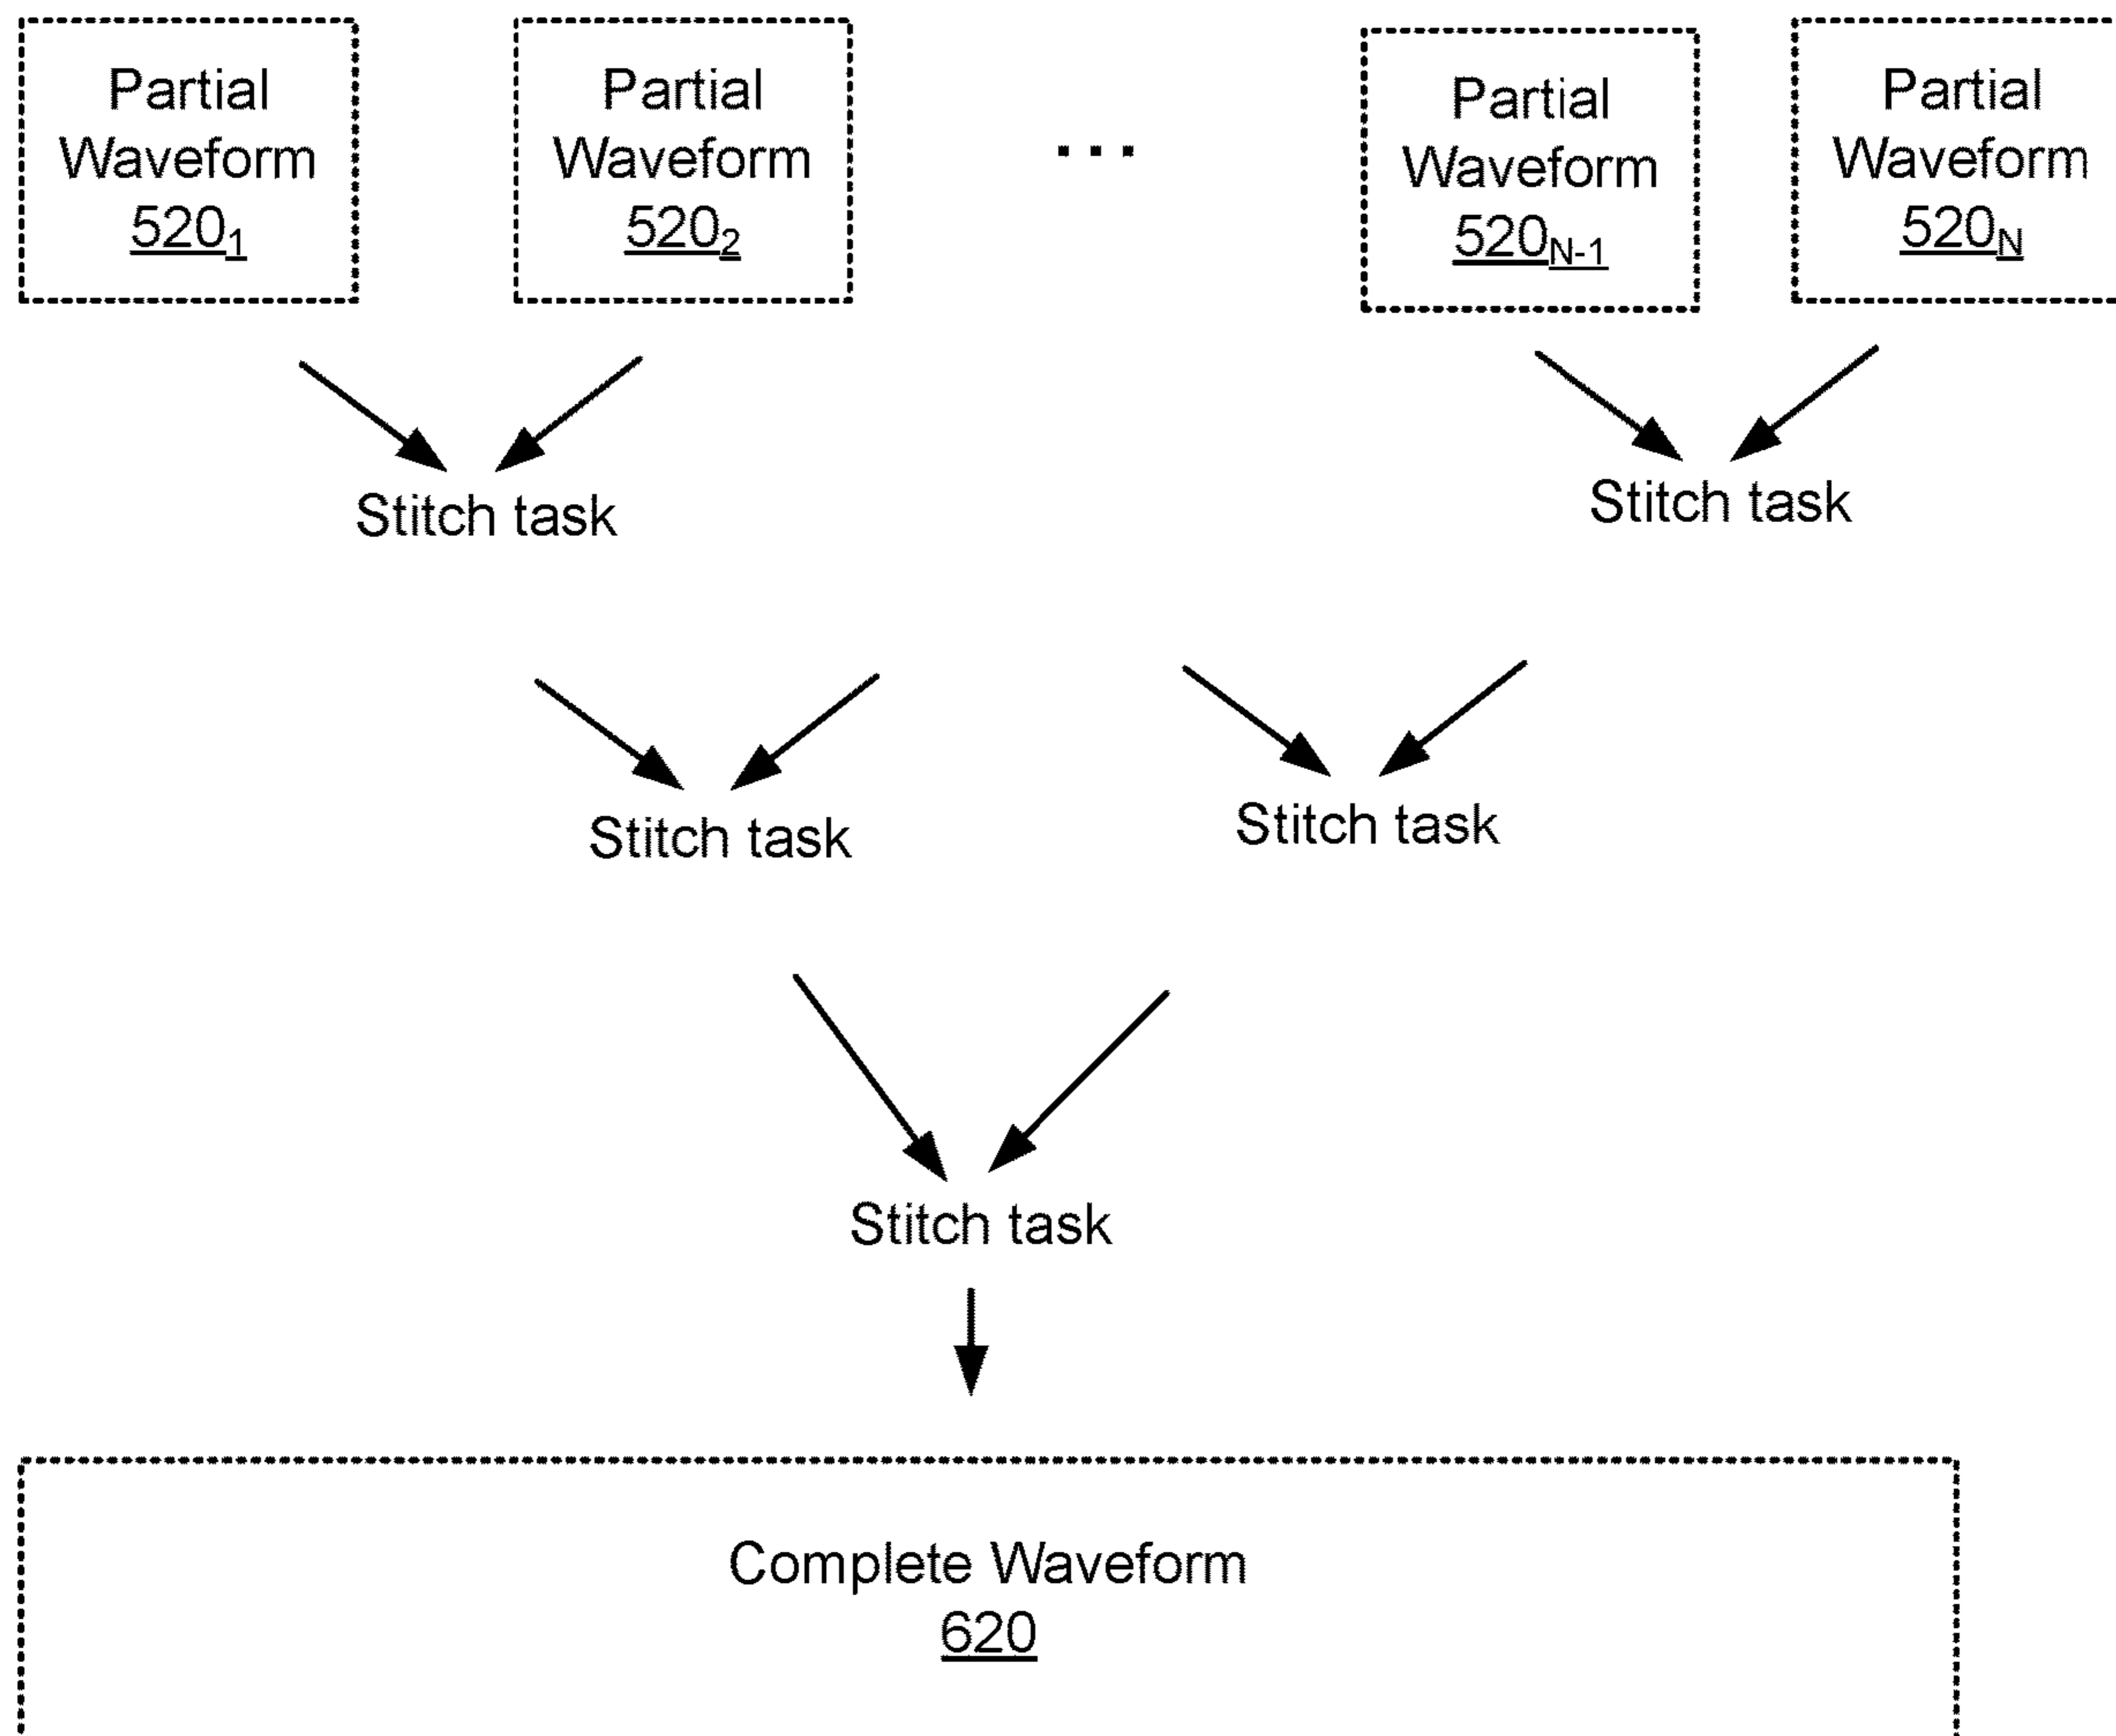 Partial
Waveform
520₁
Partial
Waveform
520₂
...
Partial
Waveform
520N-1
Partial
Waveform
520N
Stitch task
Stitch task
Stitch task
Stitch task
Stitch task
Complete Waveform
620